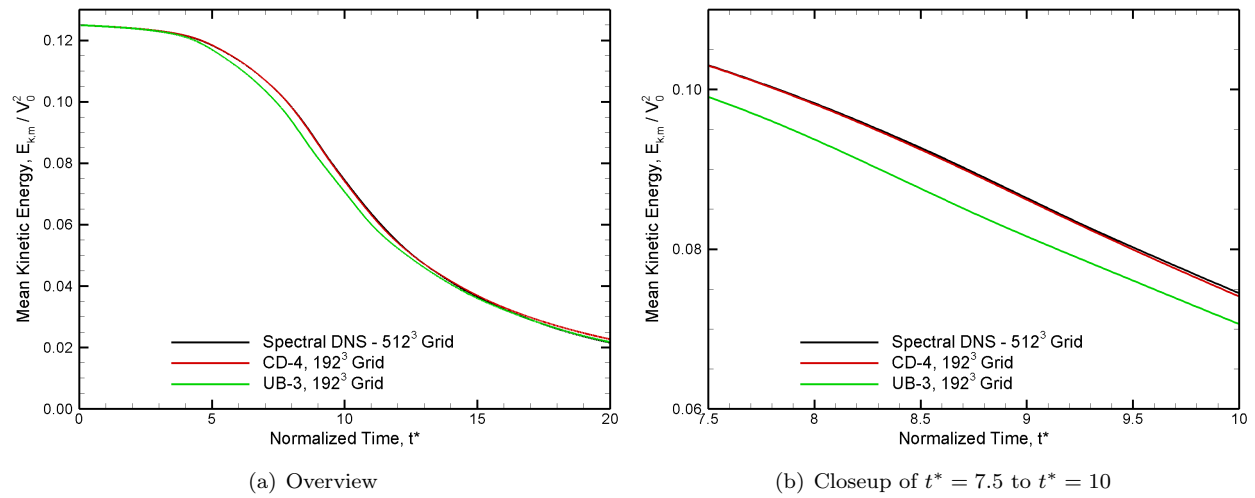 Mean Kinetic Energy, E_k,m / V_0^2
0.12
0.10
0.08
0.06
0.04
0.02
0.00
Spectral DNS - 512^3 Grid
CD-4, 192^3 Grid
UB-3, 192^3 Grid
0 5 10 15 20
Normalized Time, t*
(a) Overview
Mean Kinetic Energy, E_k,m / V_0^2
0.10
0.08
0.06
Spectral DNS - 512^3 Grid
CD-4, 192^3 Grid
UB-3, 192^3 Grid
7.5 8 8.5 9 9.5 10
Normalized Time, t*
(b) Closeup of t* = 7.5 to t* = 10